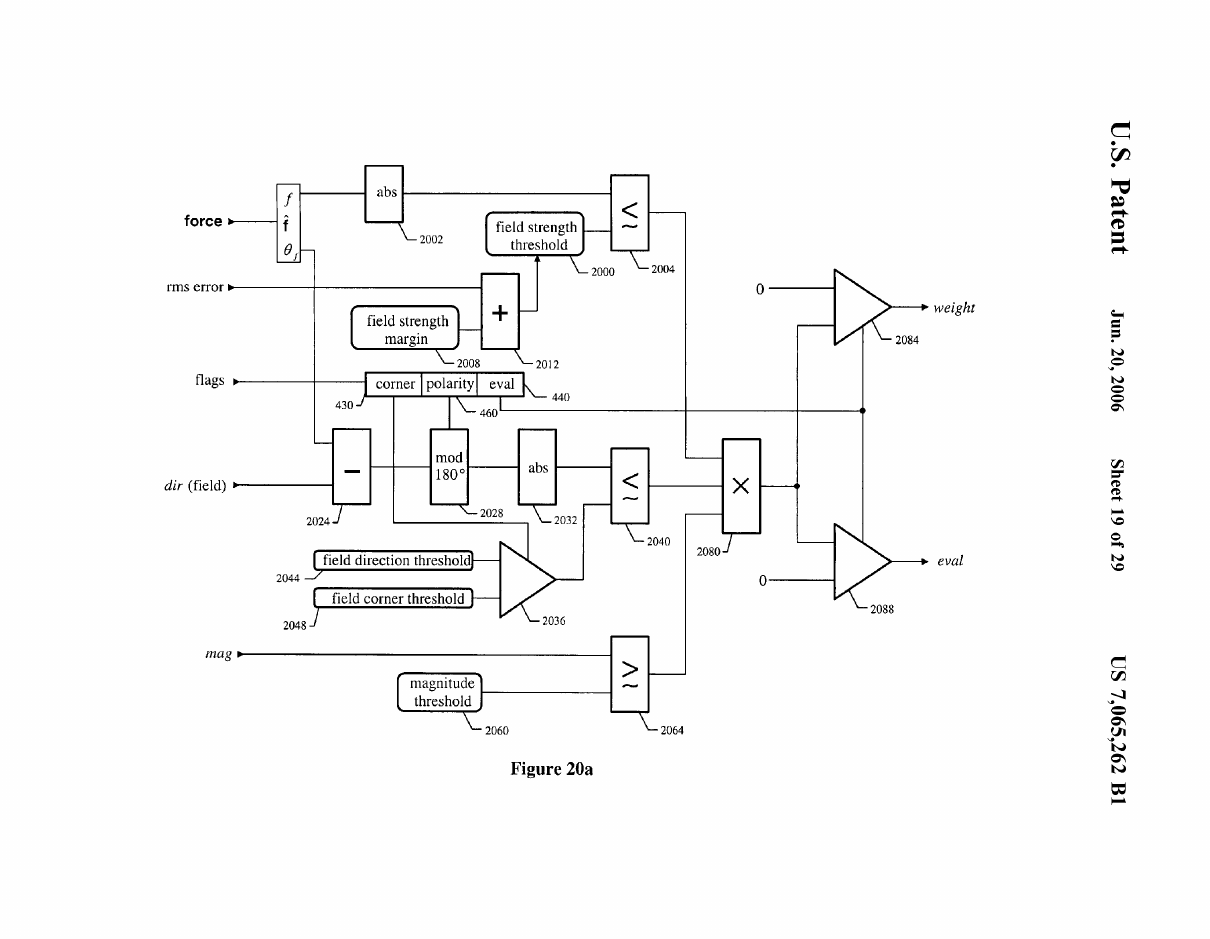 U.S. Patent Jun. 20, 2006 Sheet 19 of 29 US 7,065,262 B1
force
f
f̂
θf
abs
2002
field strength
threshold
2000
<
~
2004
rms error
field strength
margin
2008
+
2012
flags
corner polarity eval
430
460
440
dir (field)
−
2024
mod
180°
2028
abs
2032
<
~
2040
field direction threshold
2044
field corner threshold
2048
2036
mag
magnitude
threshold
2060
>
~
2064
×
2080
0
weight
2084
0
eval
2088
Figure 20a